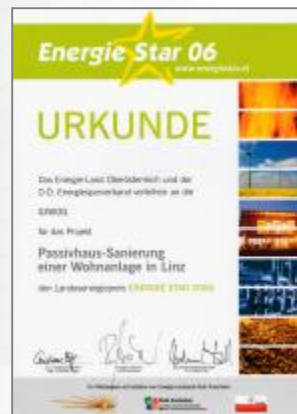 Energie Star 06
www.energiestar.at
URKUNDE
Das Energie-Land Oberösterreich und der
O.Ö. Energiesparverband verleihen an die
GIWOG
für das Projekt
Passivhaus-Sanierung
einer Wohnanlage in Linz
den Landesenergiepreis ENERGIE STAR 2006